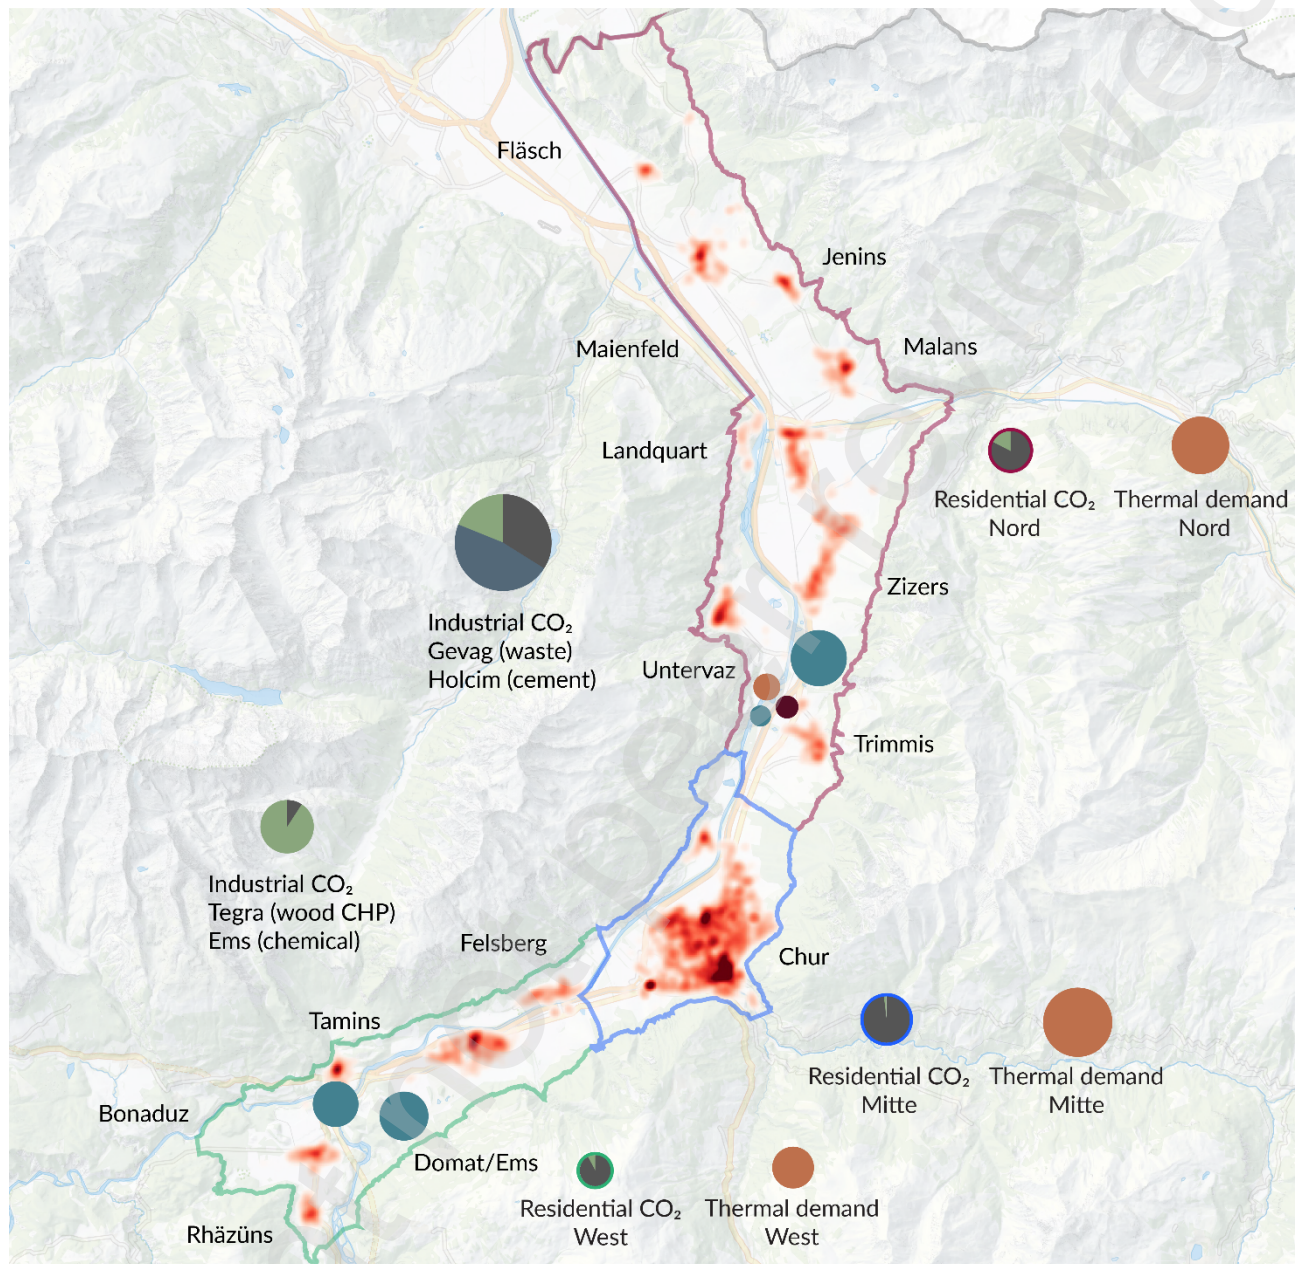 Fläsch
Jenins
Maienfeld
Malans
Landquart
Residential CO₂
Nord
Thermal demand
Nord
Zizers
Industrial CO₂
Gevag (waste)
Holcim (cement)
Untervaz
Trimmis
Industrial CO₂
Tegra (wood CHP)
Ems (chemical)
Felsberg
Chur
Tamins
Residential CO₂
Mitte
Thermal demand
Mitte
Bonaduz
Domat/Ems
Residential CO₂
West
Thermal demand
West
Rhäzüns